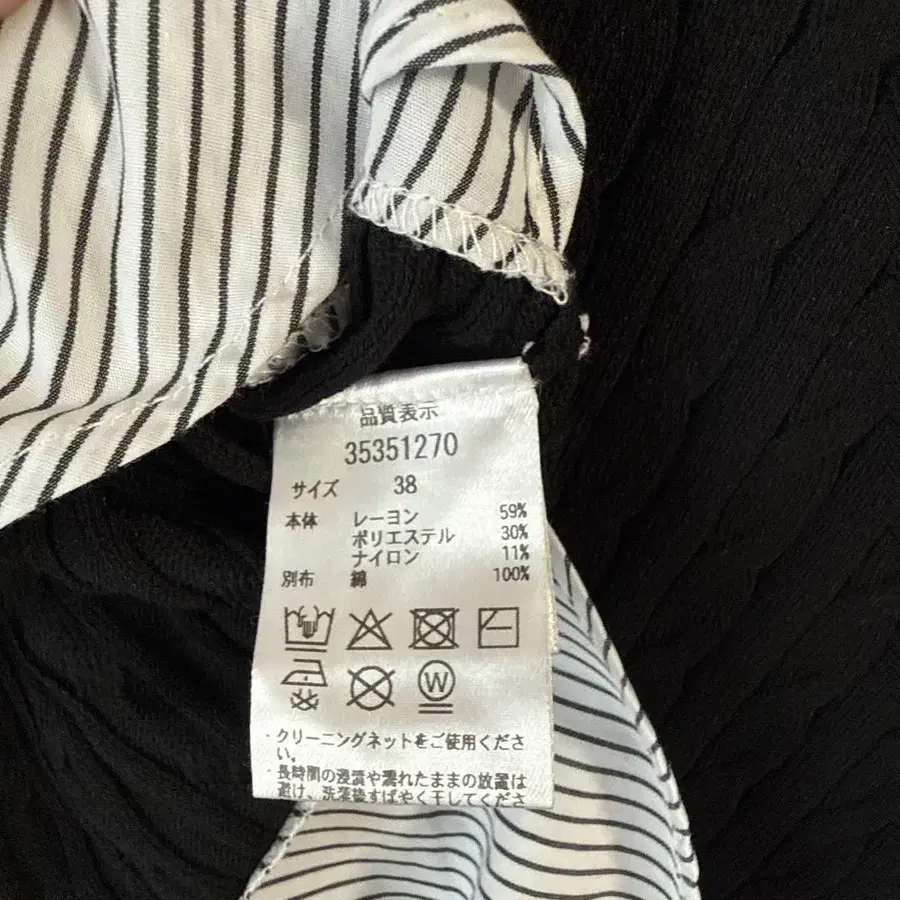 品質表示
35351270
サイズ 38
本体 レーヨン 59%
ポリエステル 30%
ナイロン 11%
別布 綿 100%
W
・クリーニングネットをご使用くださ
い。
・長時間の浸漬や濡れたままの放置は
避け、洗濯後すばやく干してくださ